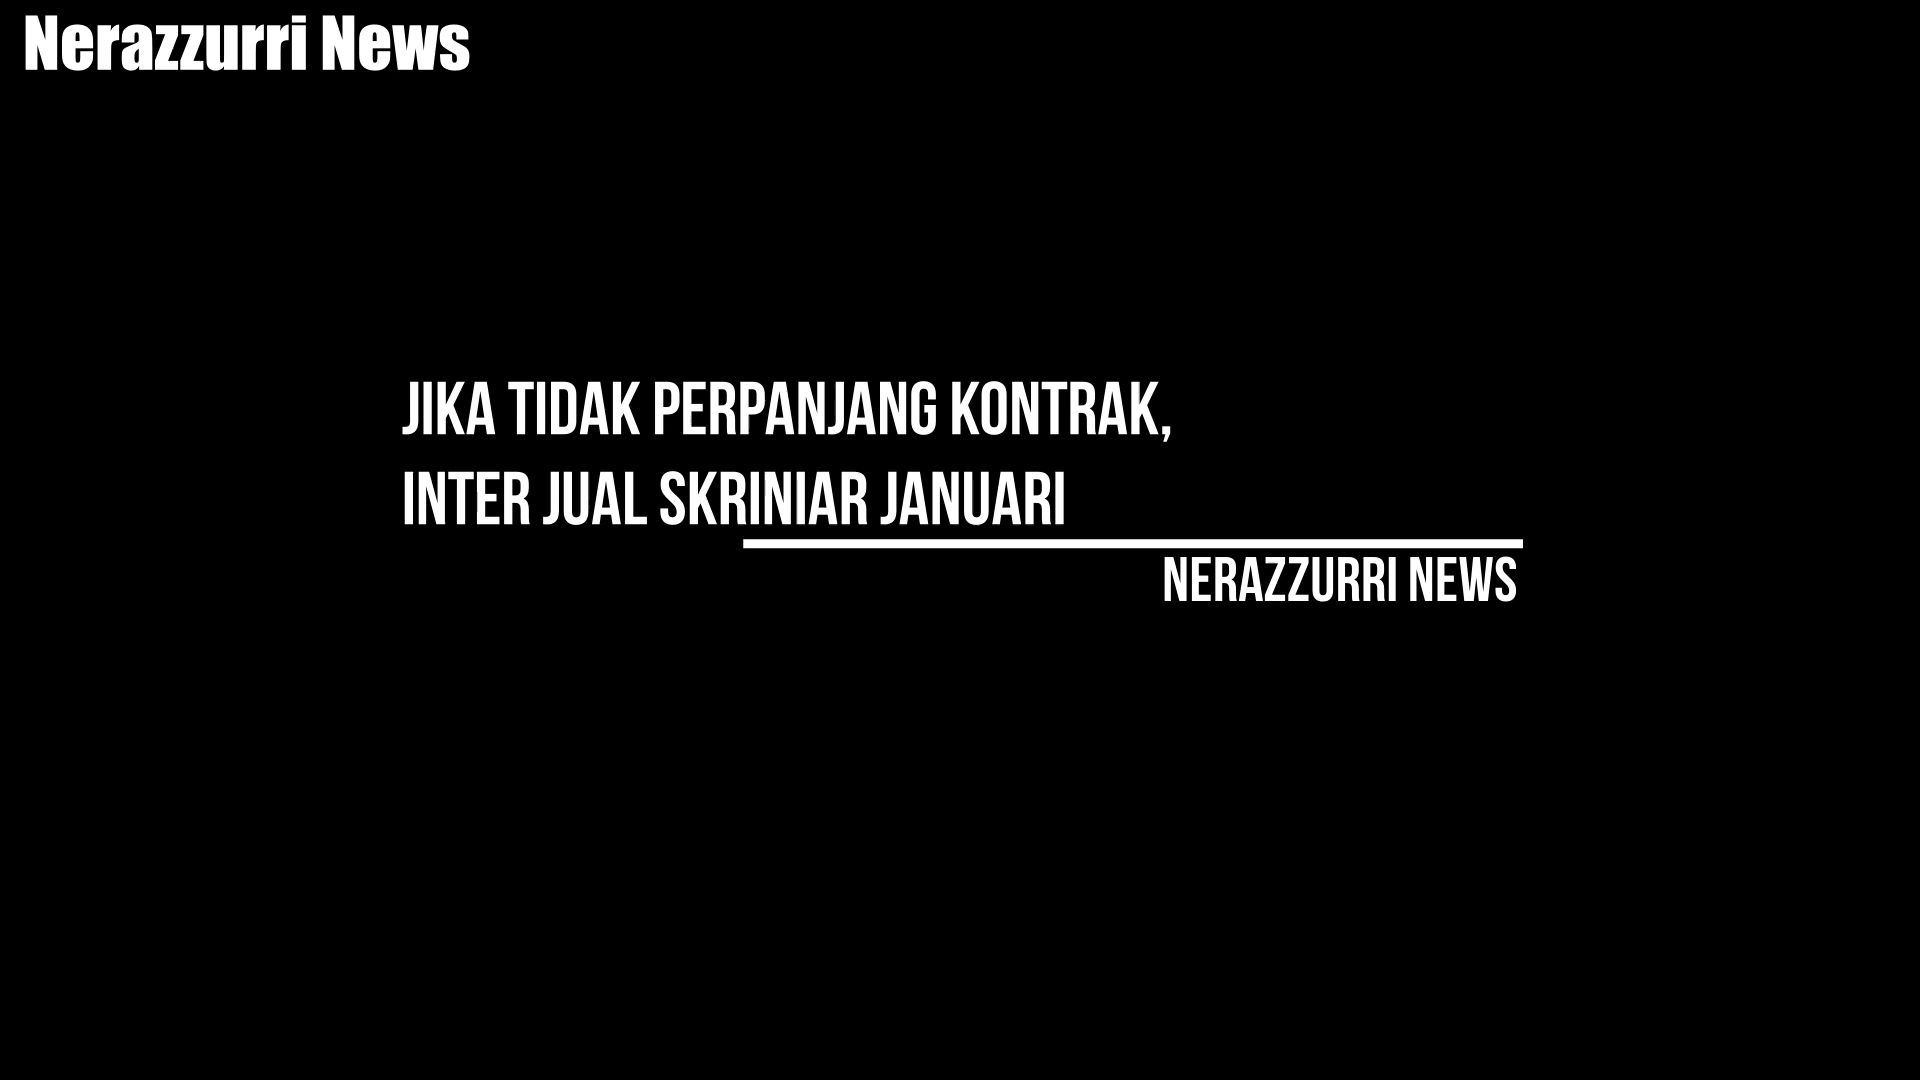 Nerazzurri News
JIKA TIDAK PERPANJANG KONTRAK,
INTER JUAL SKRINIAR JANUARI
NERAZZURRI NEWS